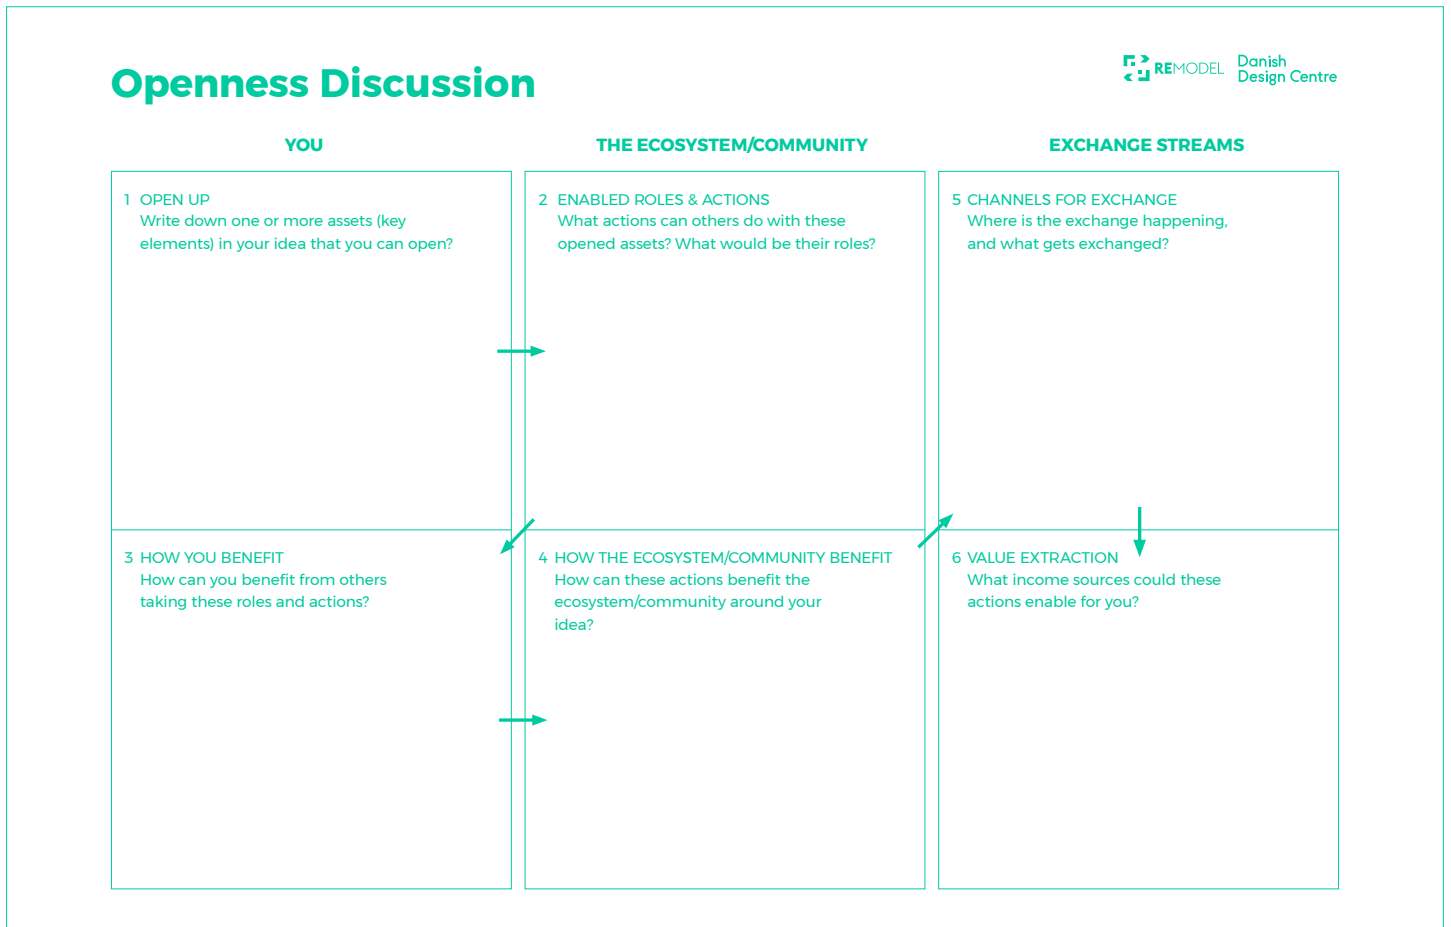 Openness Discussion
REMODEL
Danish
Design Centre
YOU
THE ECOSYSTEM/COMMUNITY
EXCHANGE STREAMS
1 OPEN UP
Write down one or more assets (key
elements) in your idea that you can open?
2 ENABLED ROLES & ACTIONS
What actions can others do with these
opened assets? What would be their roles?
5 CHANNELS FOR EXCHANGE
Where is the exchange happening,
and what gets exchanged?
3 HOW YOU BENEFIT
How can you benefit from others
taking these roles and actions?
4 HOW THE ECOSYSTEM/COMMUNITY BENEFIT
How can these actions benefit the
ecosystem/community around your
idea?
6 VALUE EXTRACTION
What income sources could these
actions enable for you?